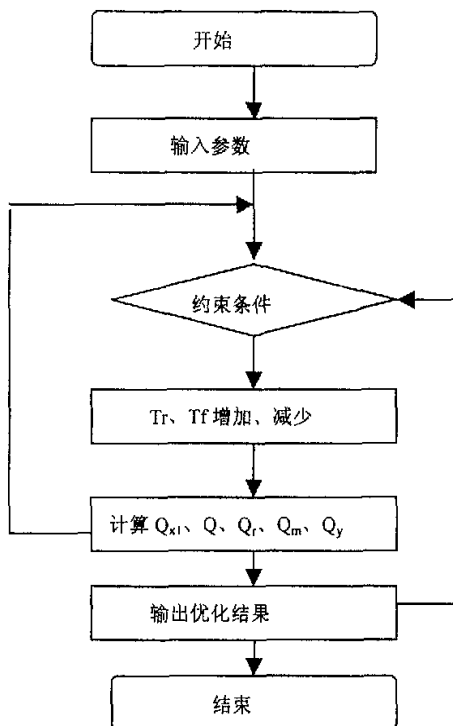 开始
输入参数
约束条件
Tr、Tf 增加、减少
计算 Qxl、Q、Qr、Qm、Qy
输出优化结果
结束